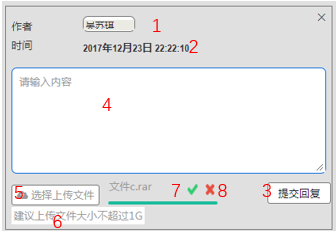 作者 吴苏琪 1
时间 2017年12月23日 22:22:10 2
请输入内容
4
5 选择上传文件 文件c.rar 7 8 3 提交回复
建议上传文件大小不超过1G
6